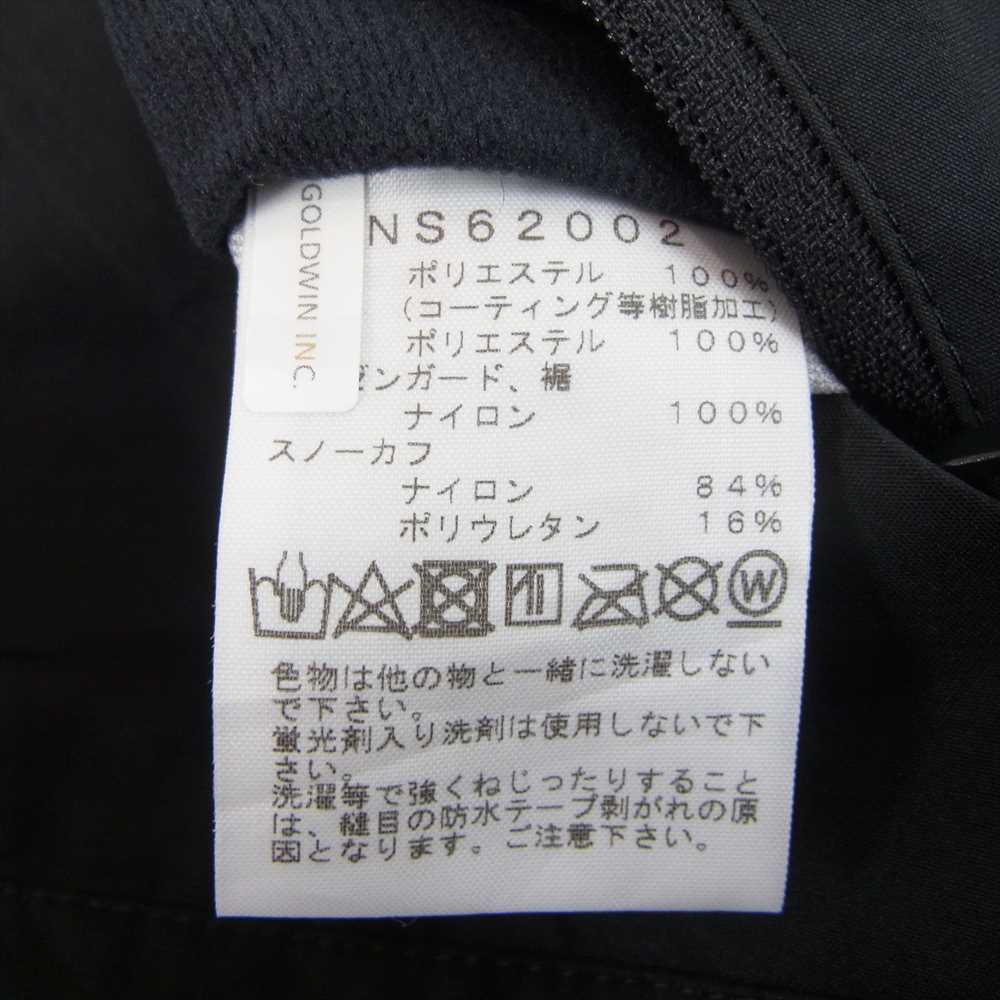 GOLDWIN INC.
NS62002
ポリエステル 100%
(コーティング等樹脂加工)
ポリエステル 100%
ンガード、裾
ナイロン 100%
スノーカフ
ナイロン 84%
ポリウレタン 16%
W
色物は他の物と一緒に洗濯しない
で下さい。
蛍光剤入り洗剤は使用しないで下
さい。
洗濯等で強くねじったりすること
は、縫目の防水テープ剥がれの原
因となります。ご注意下さい。